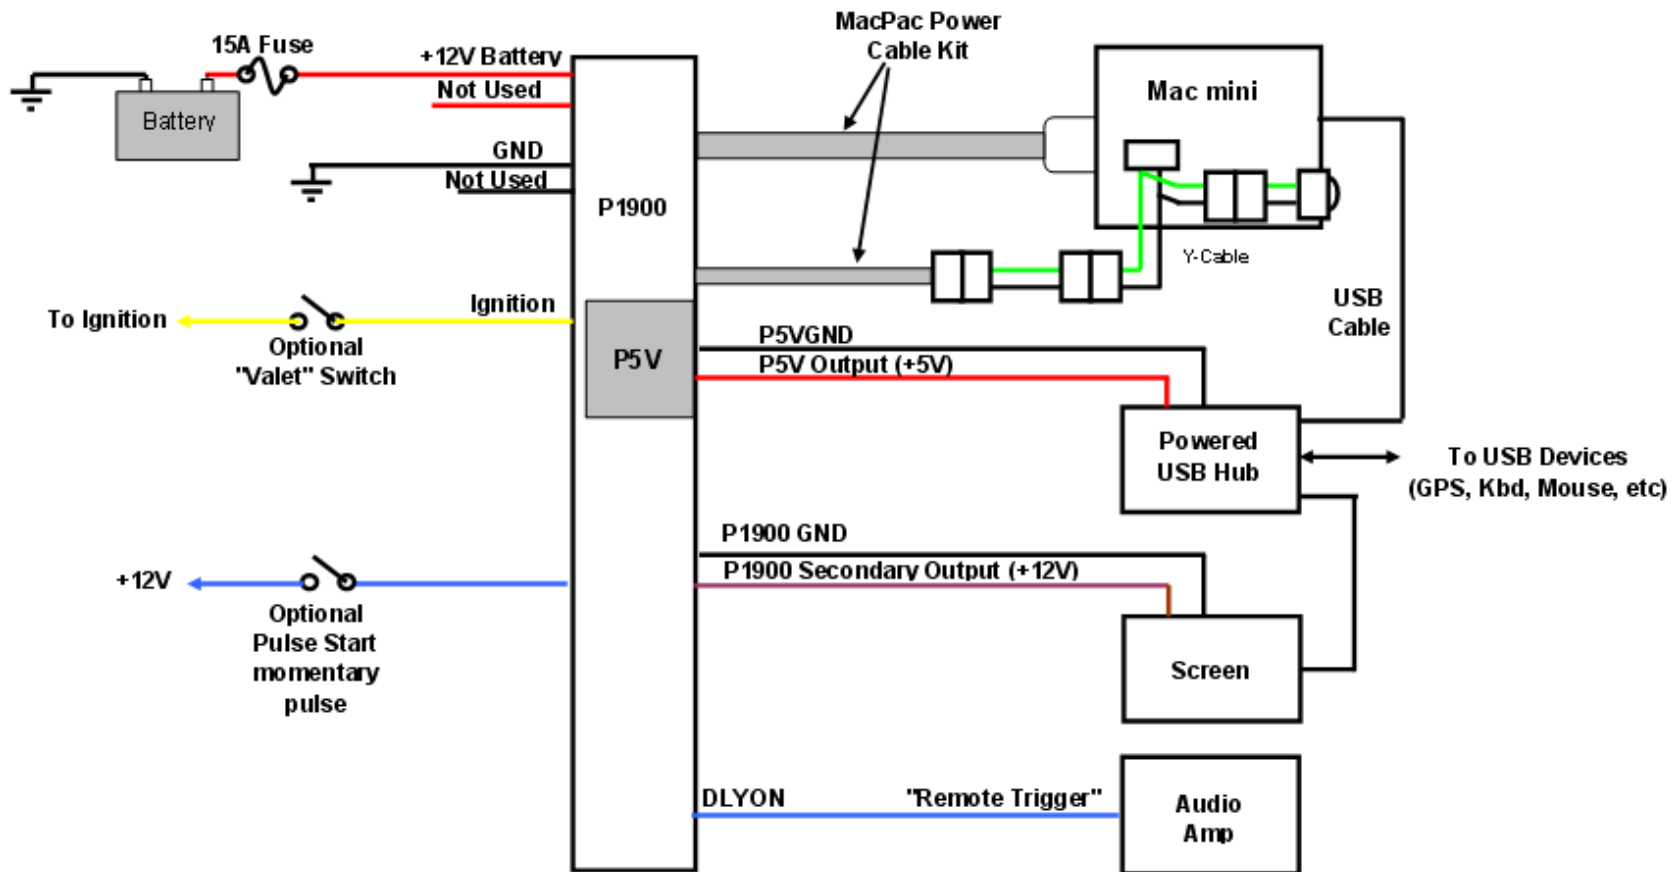 MacPac Power
Cable Kit
15A Fuse
+12V Battery
Not Used
Battery
Mac mini
GND
Not Used
P1900
Y-Cable
USB
Cable
To Ignition
Ignition
Optional
"Valet" Switch
P5V
P5VGND
P5V Output (+5V)
Powered
USB Hub
To USB Devices
(GPS, Kbd, Mouse, etc)
P1900 GND
P1900 Secondary Output (+12V)
+12V
Optional
Pulse Start
momentary
pulse
Screen
DLYON
"Remote Trigger"
Audio
Amp